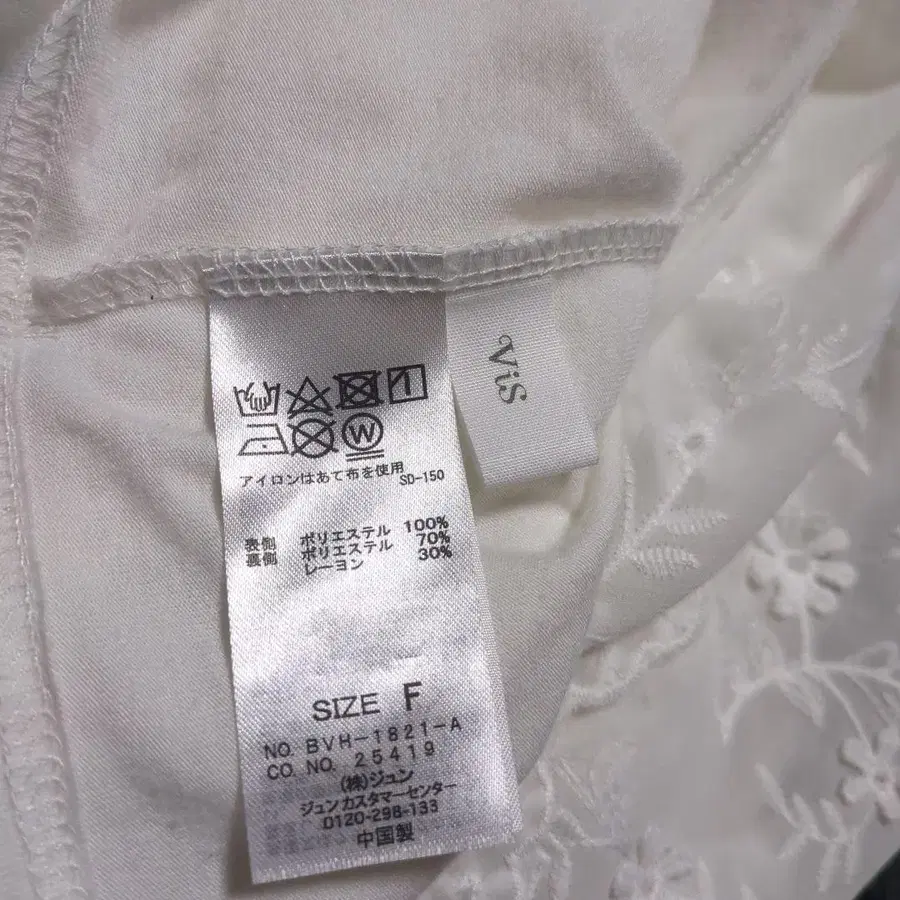 ViS
W
アイロンはあて布を使用
SD-150
表側 ポリエステル 100%
裏側 ポリエステル 70%
レーヨン 30%
SIZE F
NO. BVH-1821-A
CO. NO. 25419
(株)ジュン
ジュン カスタマーセンター
0120-298-133
中国製